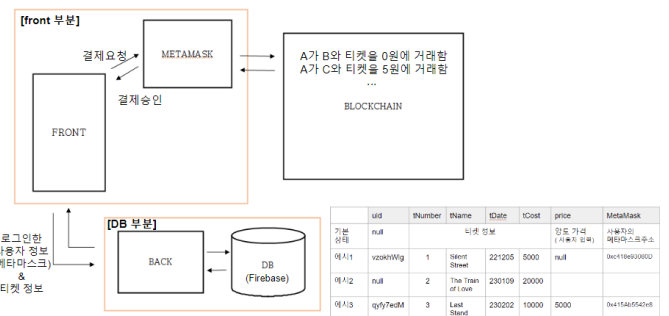 [front 부분]
결제요청
METAMASK
결제승인
FRONT
A가 B와 티켓을 0원에 거래함
A가 C와 티켓을 5원에 거래함
...
BLOCKCHAIN
[DB 부분]
로그인한
사용자 정보
메타마스크)
&
티켓 정보
BACK
DB
(Firebase)
uid tNumber tName tDate tCost price MetaMask
기본 상태 null 티켓 정보 양도 가격 (사용자 입력) 사용자의 메타마스크주소
예시1 vzokhWlg 1 Silent Street 221205 5000 null 0xc418e93080D
예시2 null 2 The Train of Love 230109 20000
예시3 qyfy7edM 3 Last Stand 230202 10000 5000 0x415Ab5542e8